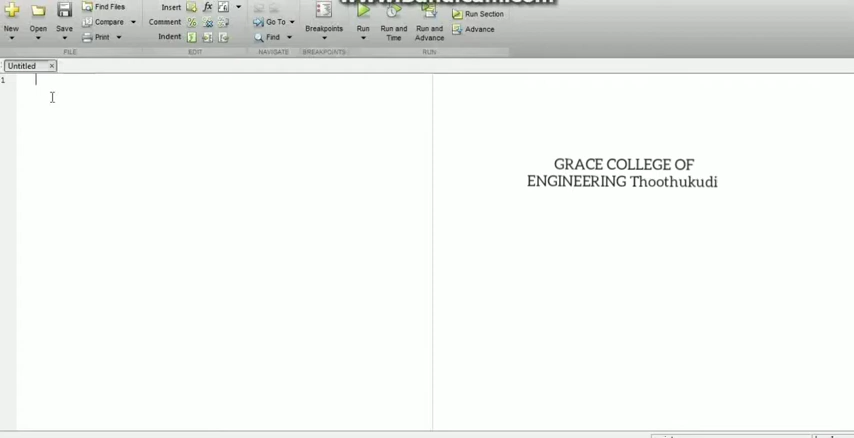 Find Files
Insert
fx
New
Open
Save
Compare
Comment
Print
Indent
Go To
Find
Breakpoints
Run
Run and
Time
Run and
Advance
Run Section
Advance
FILE
EDIT
NAVIGATE
BREAKPOINTS
RUN
Untitled
1
GRACE COLLEGE OF
ENGINEERING Thoothukudi